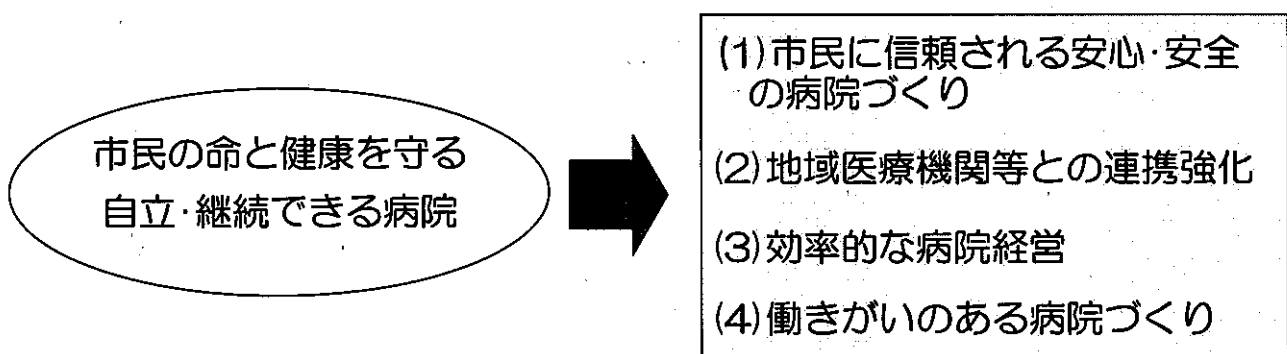 市民の命と健康を守る
自立·継続できる病院
(1)市民に信頼される安心·安全
の病院づくり
(2)地域医療機関等との連携強化
(3)効率的な病院経営
(4)働きがいのある病院づくり